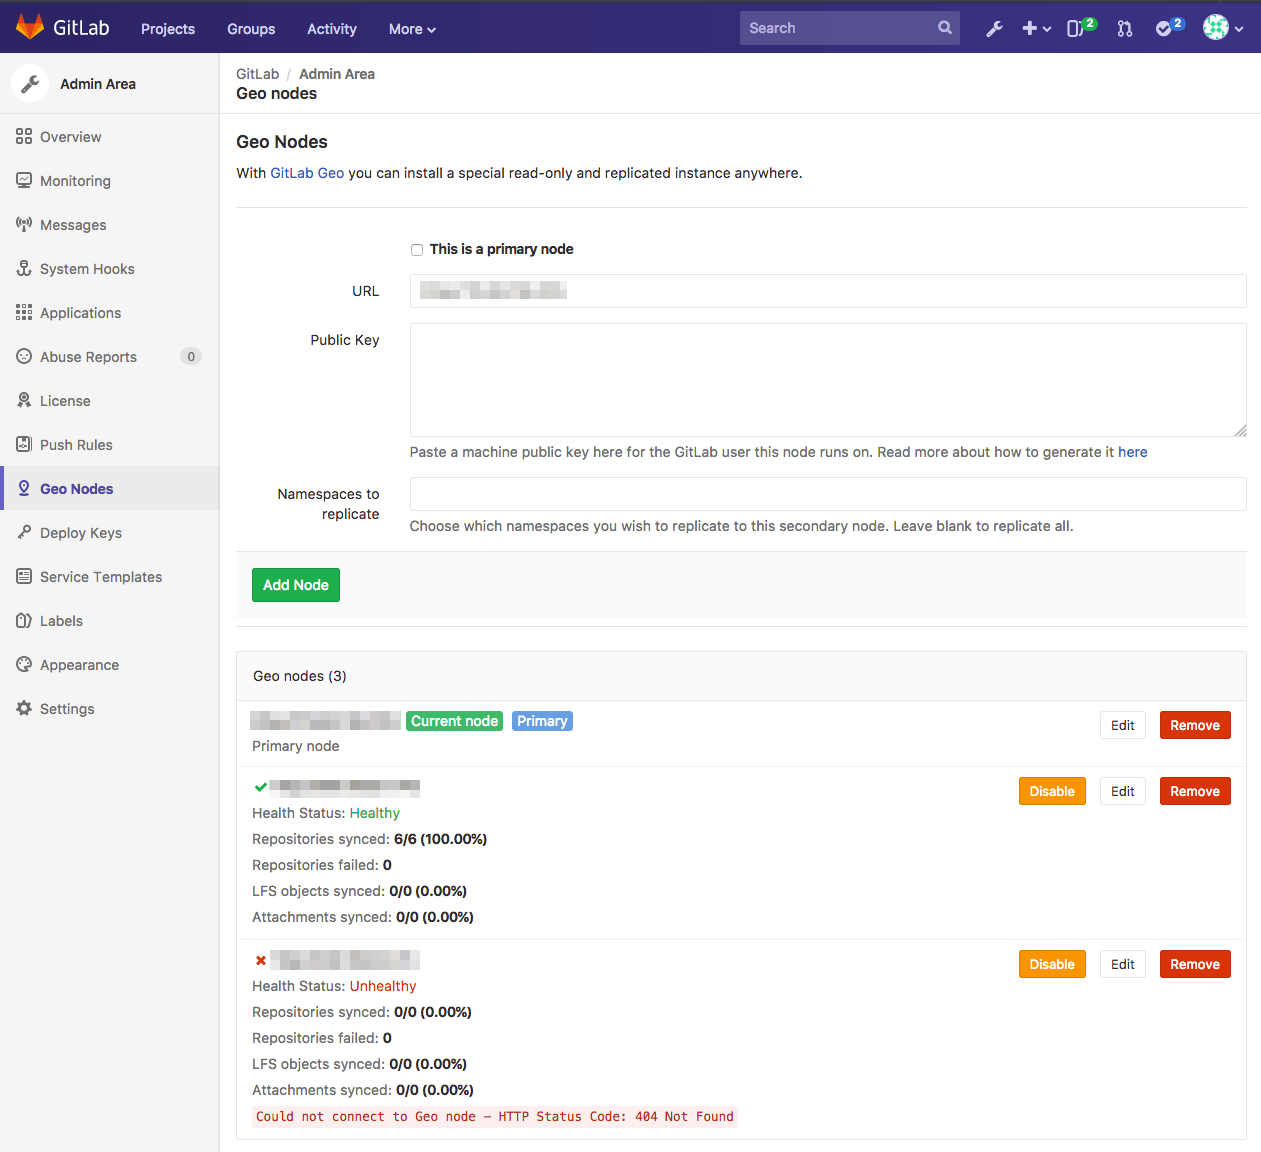 GitLab Projects Groups Activity More Search 2 2
Admin Area
GitLab / Admin Area
Geo nodes
Overview
Monitoring
Messages
System Hooks
Applications
Abuse Reports 0
License
Push Rules
Geo Nodes
Deploy Keys
Service Templates
Labels
Appearance
Settings
Geo Nodes
With GitLab Geo you can install a special read-only and replicated instance anywhere.
This is a primary node
URL
Public Key
Paste a machine public key here for the GitLab user this node runs on. Read more about how to generate it here
Namespaces to
replicate
Choose which namespaces you wish to replicate to this secondary node. Leave blank to replicate all.
Add Node
Geo nodes (3)
Current node Primary Edit Remove
Primary node
Disable Edit Remove
Health Status: Healthy
Repositories synced: 6/6 (100.00%)
Repositories failed: 0
LFS objects synced: 0/0 (0.00%)
Attachments synced: 0/0 (0.00%)
Disable Edit Remove
Health Status: Unhealthy
Repositories synced: 0/0 (0.00%)
Repositories failed: 0
LFS objects synced: 0/0 (0.00%)
Attachments synced: 0/0 (0.00%)
Could not connect to Geo node – HTTP Status Code: 404 Not Found